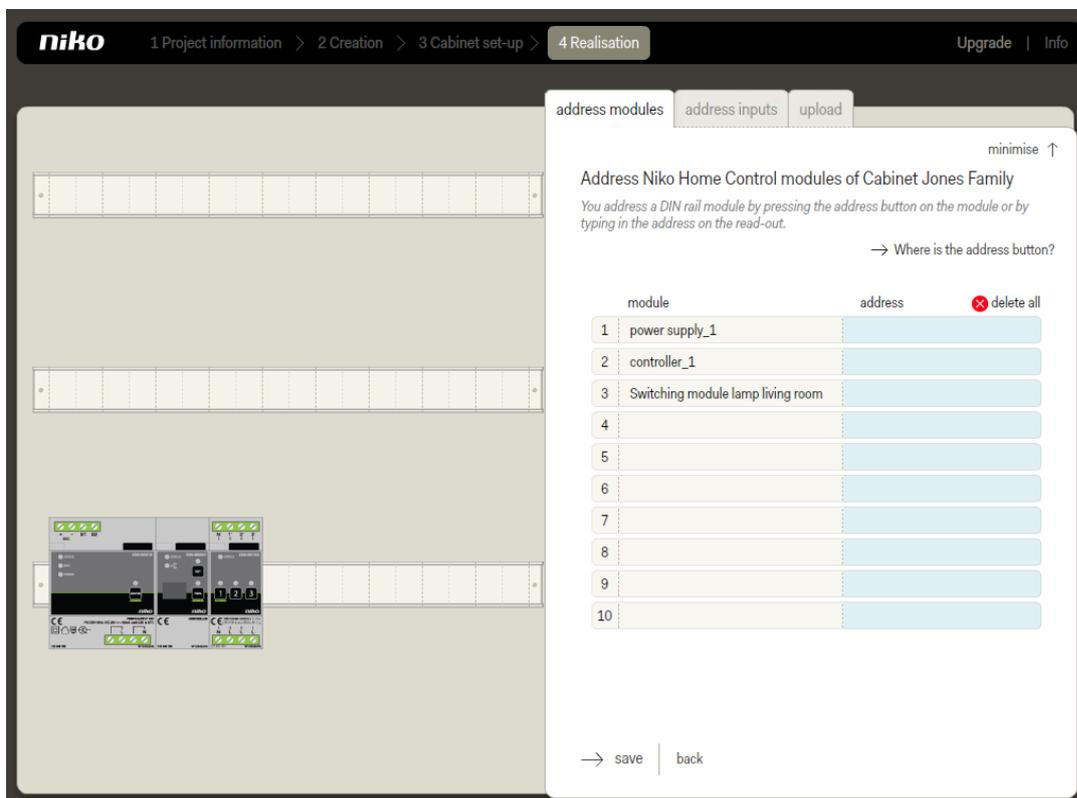 niko 1 Project information > 2 Creation > 3 Cabinet set-up > 4 Realisation Upgrade | Info
address modules address inputs upload
minimise ↑
Address Niko Home Control modules of Cabinet Jones Family
You address a DIN rail module by pressing the address button on the module or by
typing in the address on the read-out.
→ Where is the address button?
module address delete all
1 power supply_1
2 controller_1
3 Switching module lamp living room
4
5
6
7
8
9
10
1 2 3
niko niko niko
→ save | back